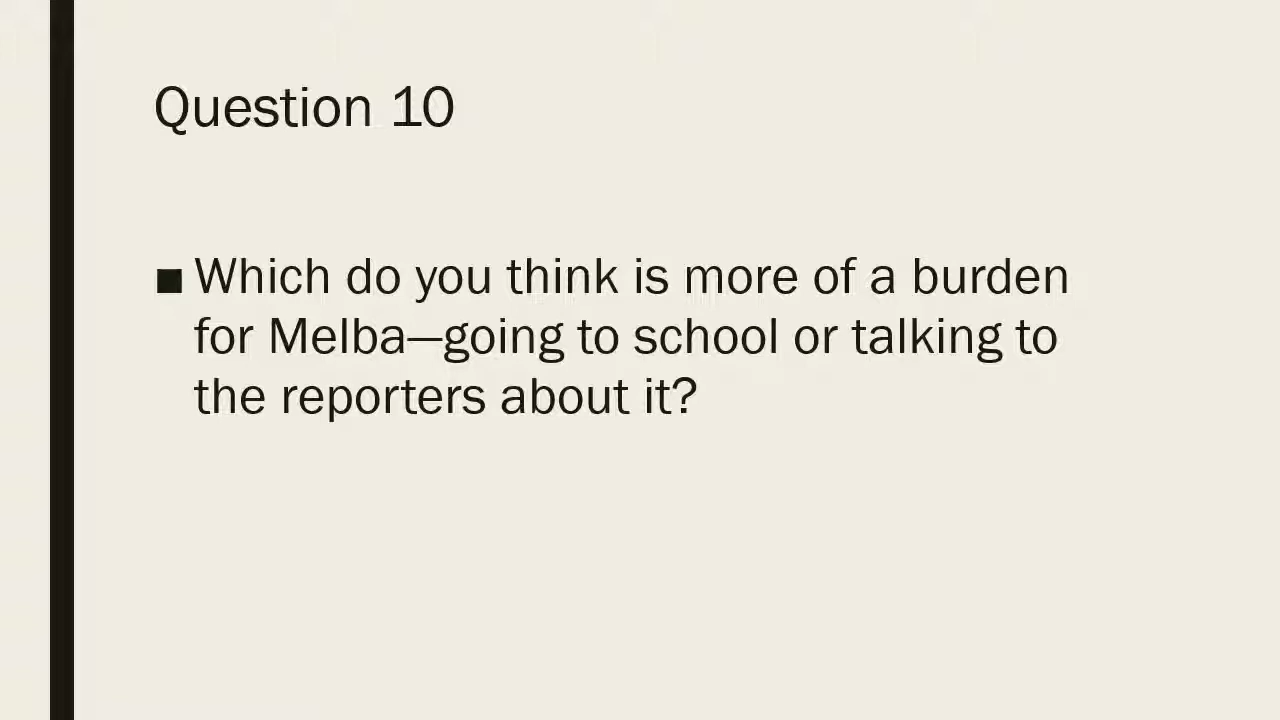 Question 10
■ Which do you think is more of a burden
for Melba—going to school or talking to
the reporters about it?